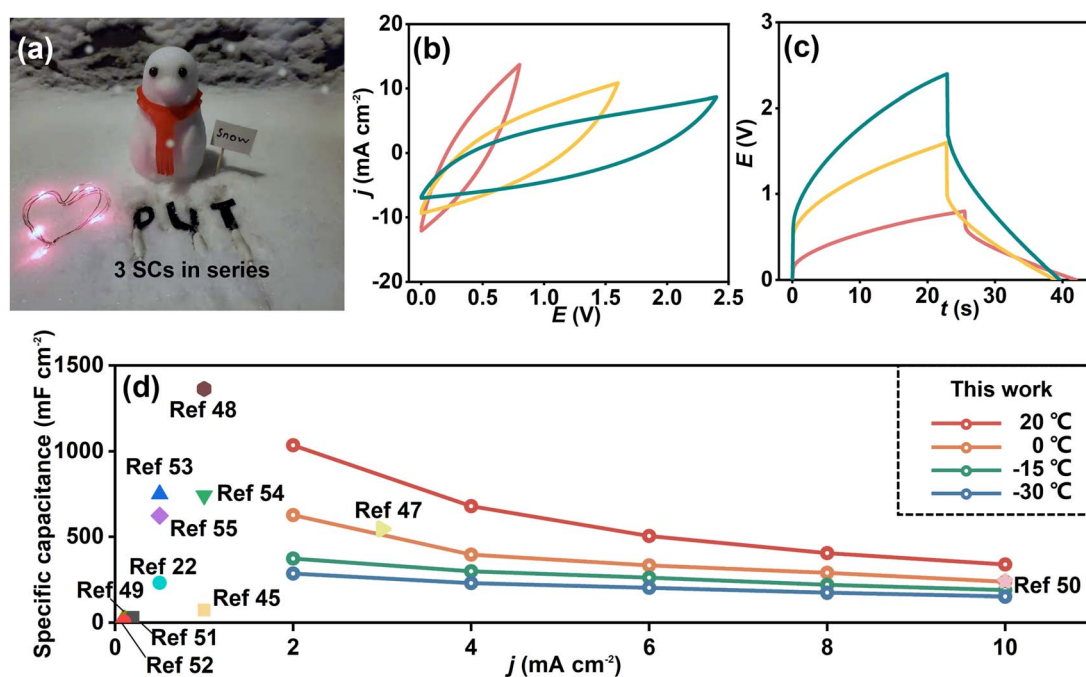 (a)
Snow
PUT
3 SCs in series
(b)
j (mA cm⁻²)
20
10
0
-10
-20
0.0 0.5 1.0 1.5 2.0 2.5
E (V)
(c)
E (V)
3
2
1
0
0 10 20 30 40
t (s)
(d)
Specific capacitance (mF cm⁻²)
1500
1000
500
0
0 2 4 6 8 10
j (mA cm⁻²)
Ref 48
Ref 53
Ref 54
Ref 55
Ref 47
Ref 22
Ref 49
Ref 45
Ref 51
Ref 52
Ref 50
This work
20 ℃
0 ℃
-15 ℃
-30 ℃